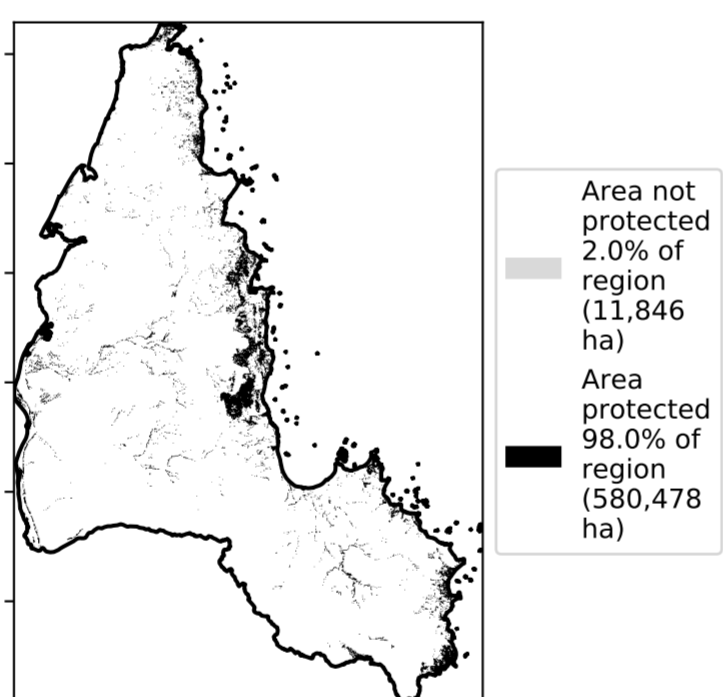 Area not
protected
2.0% of
region
(11,846
ha)
Area
protected
98.0% of
region
(580,478
ha)